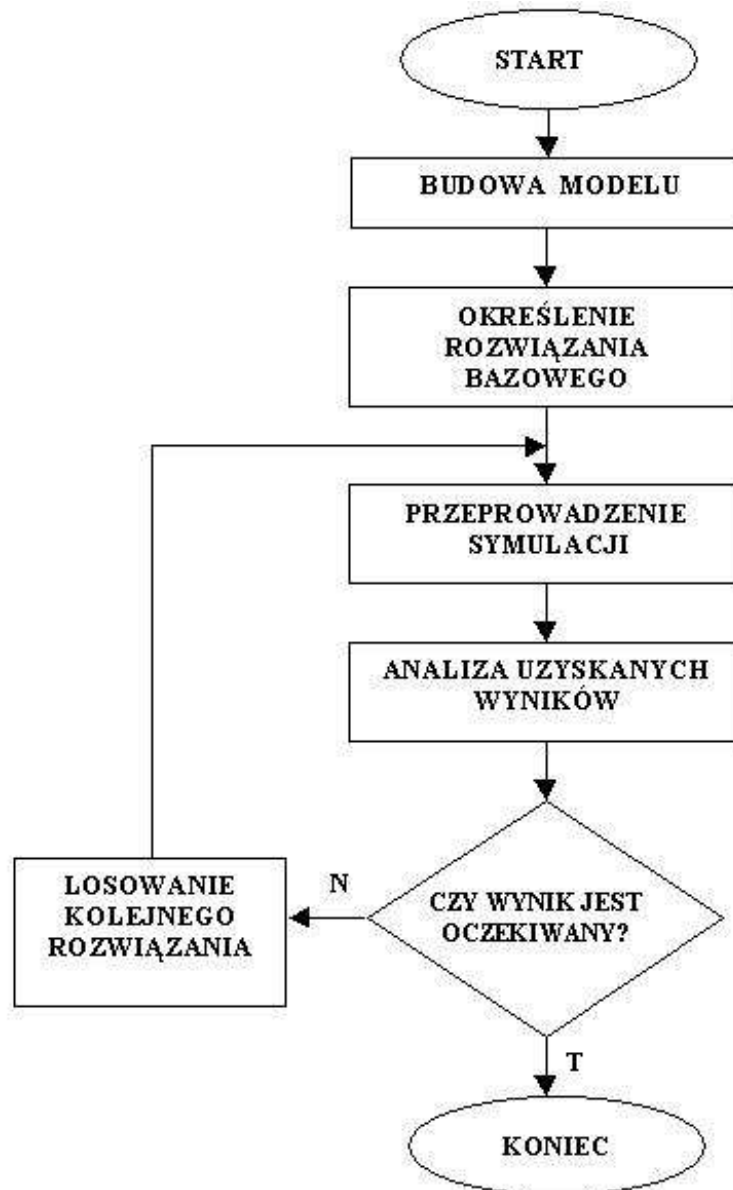 START
BUDOWA MODELU
OKREŚLENIE
ROZWIĄZANIA
BAZOWEGO
PRZEPROWADZENIE
SYMULACJI
ANALIZA UZYSKANYCH
WYNIKÓW
CZY WYNIK JEST
OCZEKIWANY?
N
LOSOWANIE
KOLEJNEGO
ROZWIĄZANIA
T
KONIEC